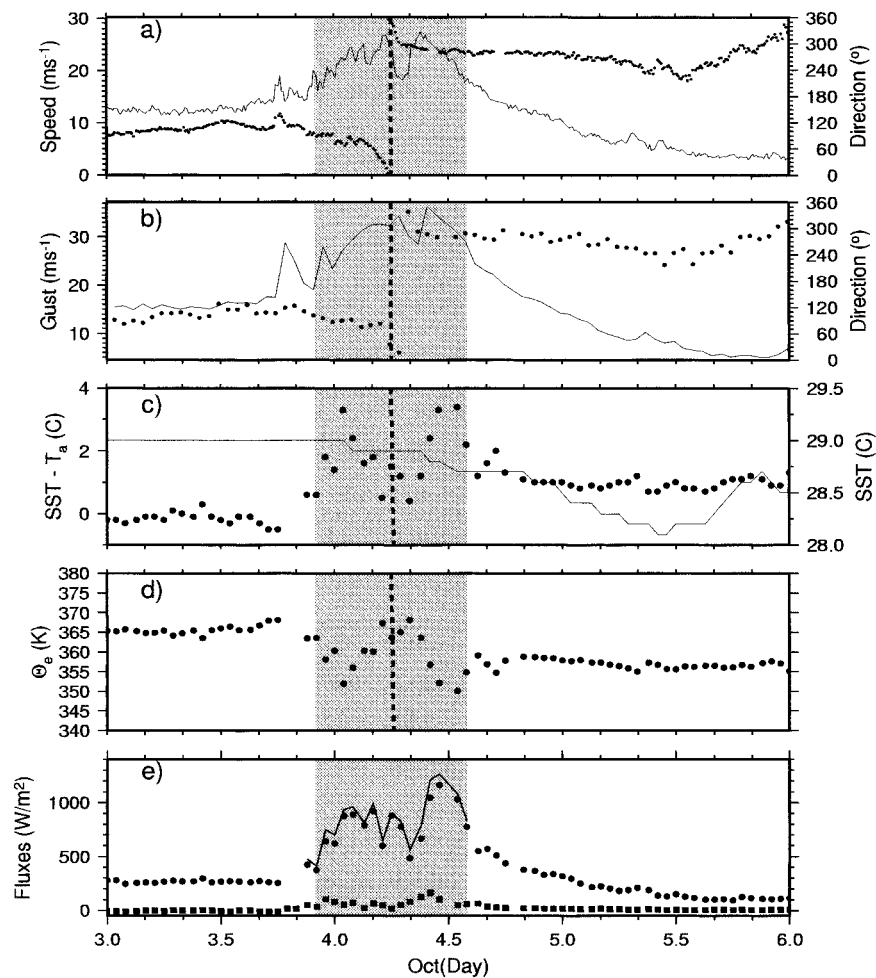 a)
30
20
10
0
Speed (ms⁻¹)
360
300
240
180
120
60
0
Direction (º)
b)
30
20
10
Gust (ms⁻¹)
360
300
240
180
120
60
0
Direction (º)
c)
4
2
0
SST - Tₐ (C)
29.5
29.0
28.5
28.0
SST (C)
d)
380
375
370
365
360
355
350
345
340
Θₑ (K)
e)
1000
500
0
Fluxes (W/m²)
3.0 3.5 4.0 4.5 5.0 5.5 6.0
Oct(Day)